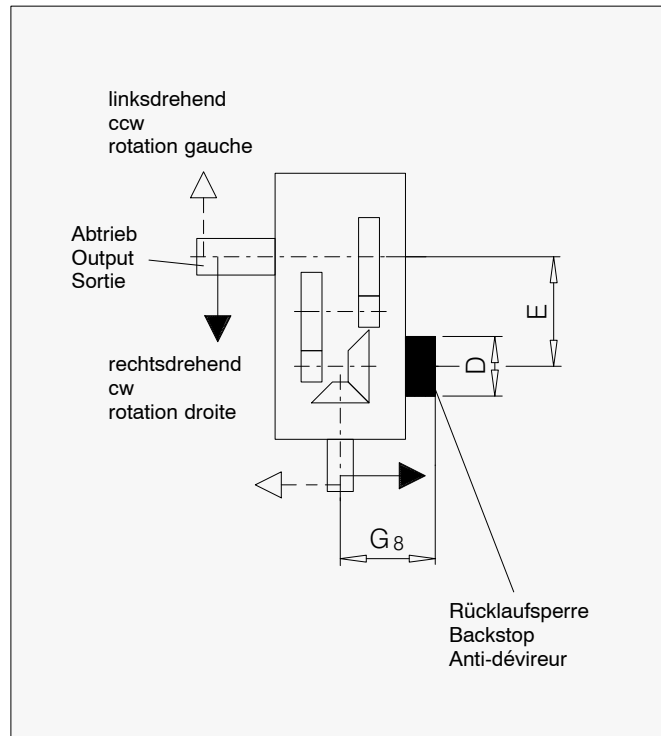 linksdrehend
ccw
rotation gauche
Abtrieb
Output
Sortie
E
D
rechtsdrehend
cw
rotation droite
G8
Rücklaufsperre
Backstop
Anti-dévireur